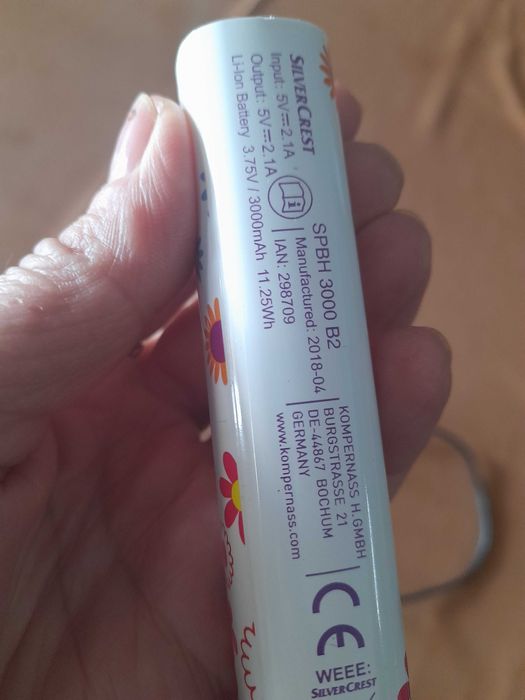 SILVERCREST
Input: 5V⎓2.1A
Output: 5V⎓2.1A
Li-Ion Battery 3.75V / 3000mAh 11.25Wh
SPBH 3000 B2
Manufactured: 2018-04
IAN: 298709
KOMPERNASS H.GMBH
BURGSTRASSE 21
DE-44867 BOCHUM
GERMANY
www.kompernass.com
CE
WEEE:
SILVERCREST